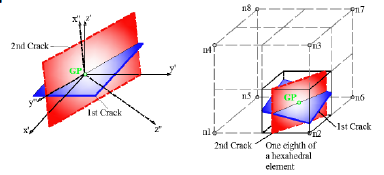 x''
z'
2nd Crack
GP
y'
y''
1st Crack
x'
z''
n8
n7
n4
n3
n5
GP
n6
n1
n2
1st Crack
2nd Crack
One eighth of
a hexahedral
element